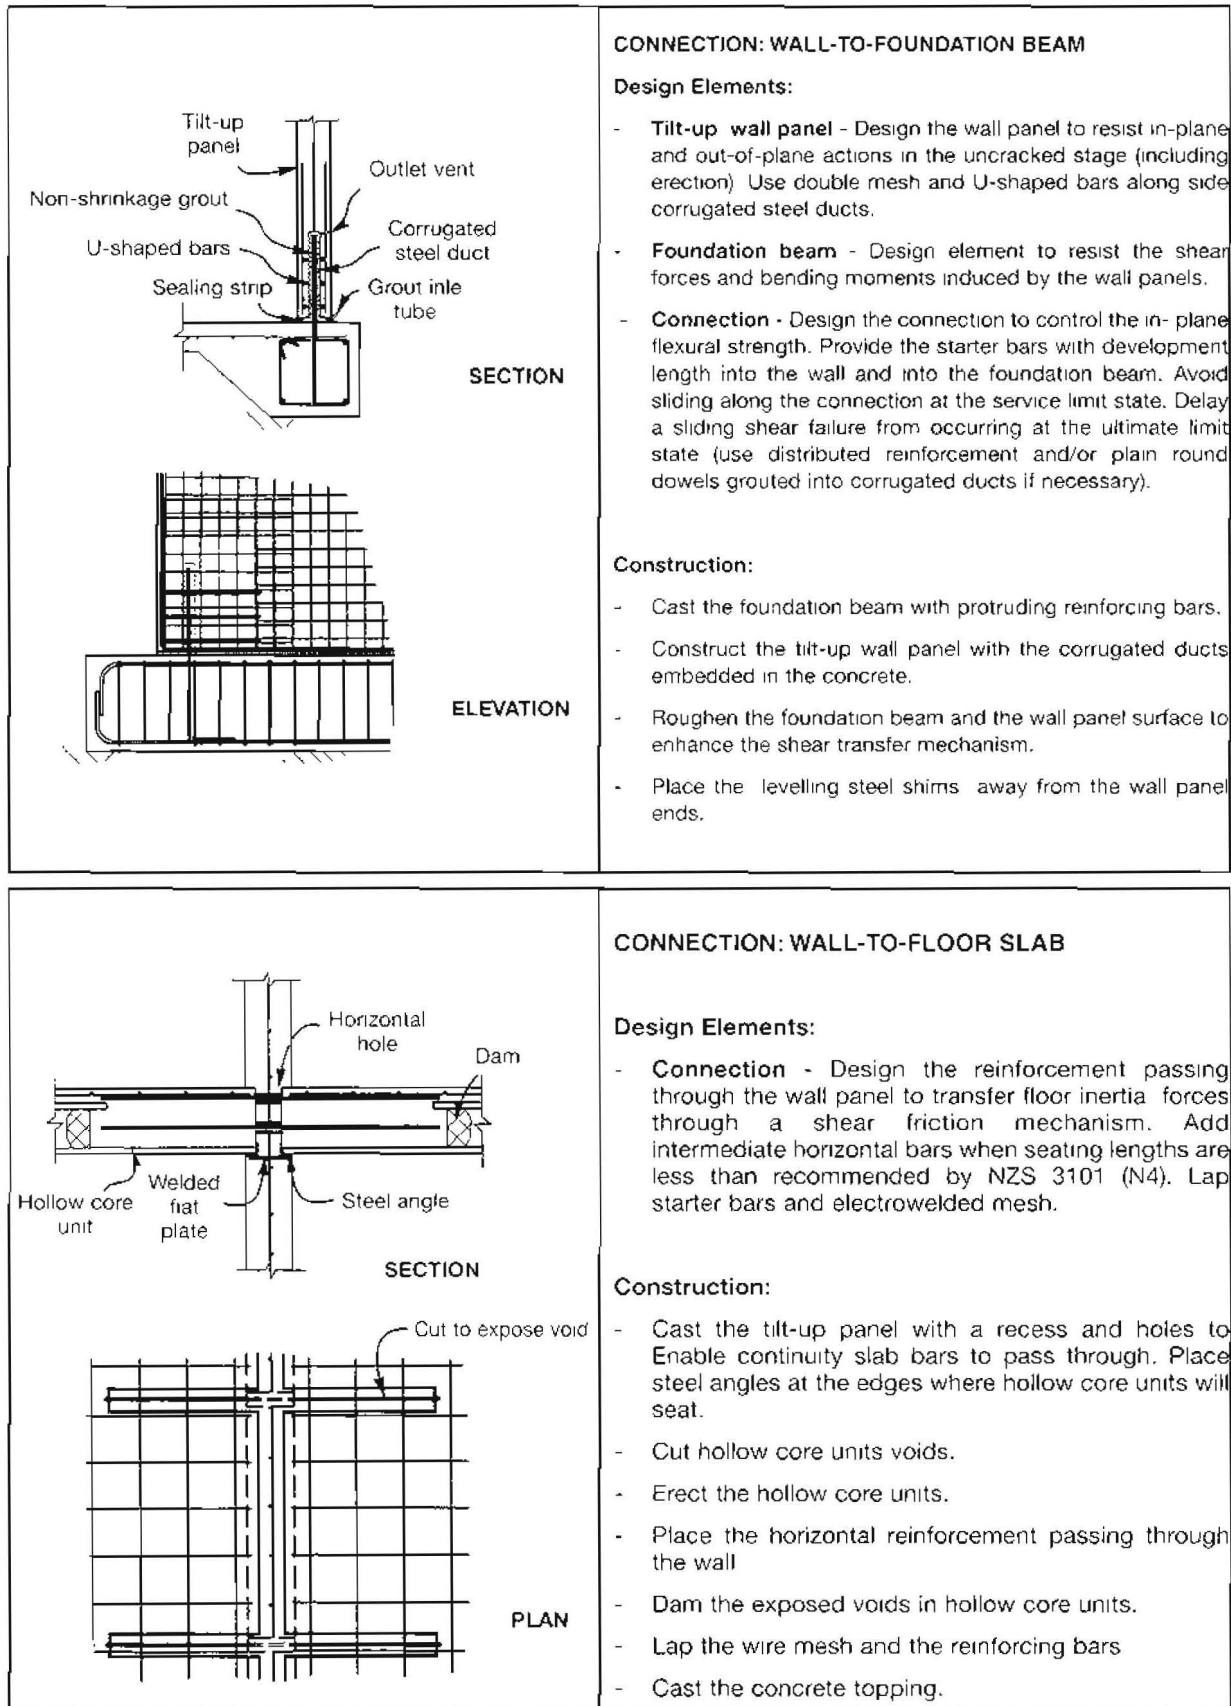 CONNECTION: WALL-TO-FOUNDATION BEAM
Design Elements:
- Tilt-up wall panel - Design the wall panel to resist in-plane
and out-of-plane actions in the uncracked stage (including
erection) Use double mesh and U-shaped bars along side
corrugated steel ducts.
- Foundation beam - Design element to resist the shear
forces and bending moments induced by the wall panels.
- Connection - Design the connection to control the in- plane
flexural strength. Provide the starter bars with development
length into the wall and into the foundation beam. Avoid
sliding along the connection at the service limit state. Delay
a sliding shear failure from occurring at the ultimate limit
state (use distributed reinforcement and/or plain round
dowels grouted into corrugated ducts if necessary).
Construction:
- Cast the foundation beam with protruding reinforcing bars.
- Construct the tilt-up wall panel with the corrugated ducts
embedded in the concrete.
- Roughen the foundation beam and the wall panel surface to
enhance the shear transfer mechanism.
- Place the levelling steel shims away from the wall panel
ends.
Tilt-up
panel
Outlet vent
Non-shrinkage grout
U-shaped bars
Corrugated
steel duct
Sealing strip
Grout inle
tube
SECTION
ELEVATION
CONNECTION: WALL-TO-FLOOR SLAB
Design Elements:
- Connection - Design the reinforcement passing
through the wall panel to transfer floor inertia forces
through a shear friction mechanism. Add
intermediate horizontal bars when seating lengths are
less than recommended by NZS 3101 (N4). Lap
starter bars and electrowelded mesh.
Construction:
- Cast the tilt-up panel with a recess and holes to
Enable continuity slab bars to pass through. Place
steel angles at the edges where hollow core units will
seat.
- Cut hollow core units voids.
- Erect the hollow core units.
- Place the horizontal reinforcement passing through
the wall
- Dam the exposed voids in hollow core units.
- Lap the wire mesh and the reinforcing bars
- Cast the concrete topping.
Horizontal
hole
Dam
Hollow core
unit
Welded
flat
plate
Steel angle
SECTION
Cut to expose void
PLAN